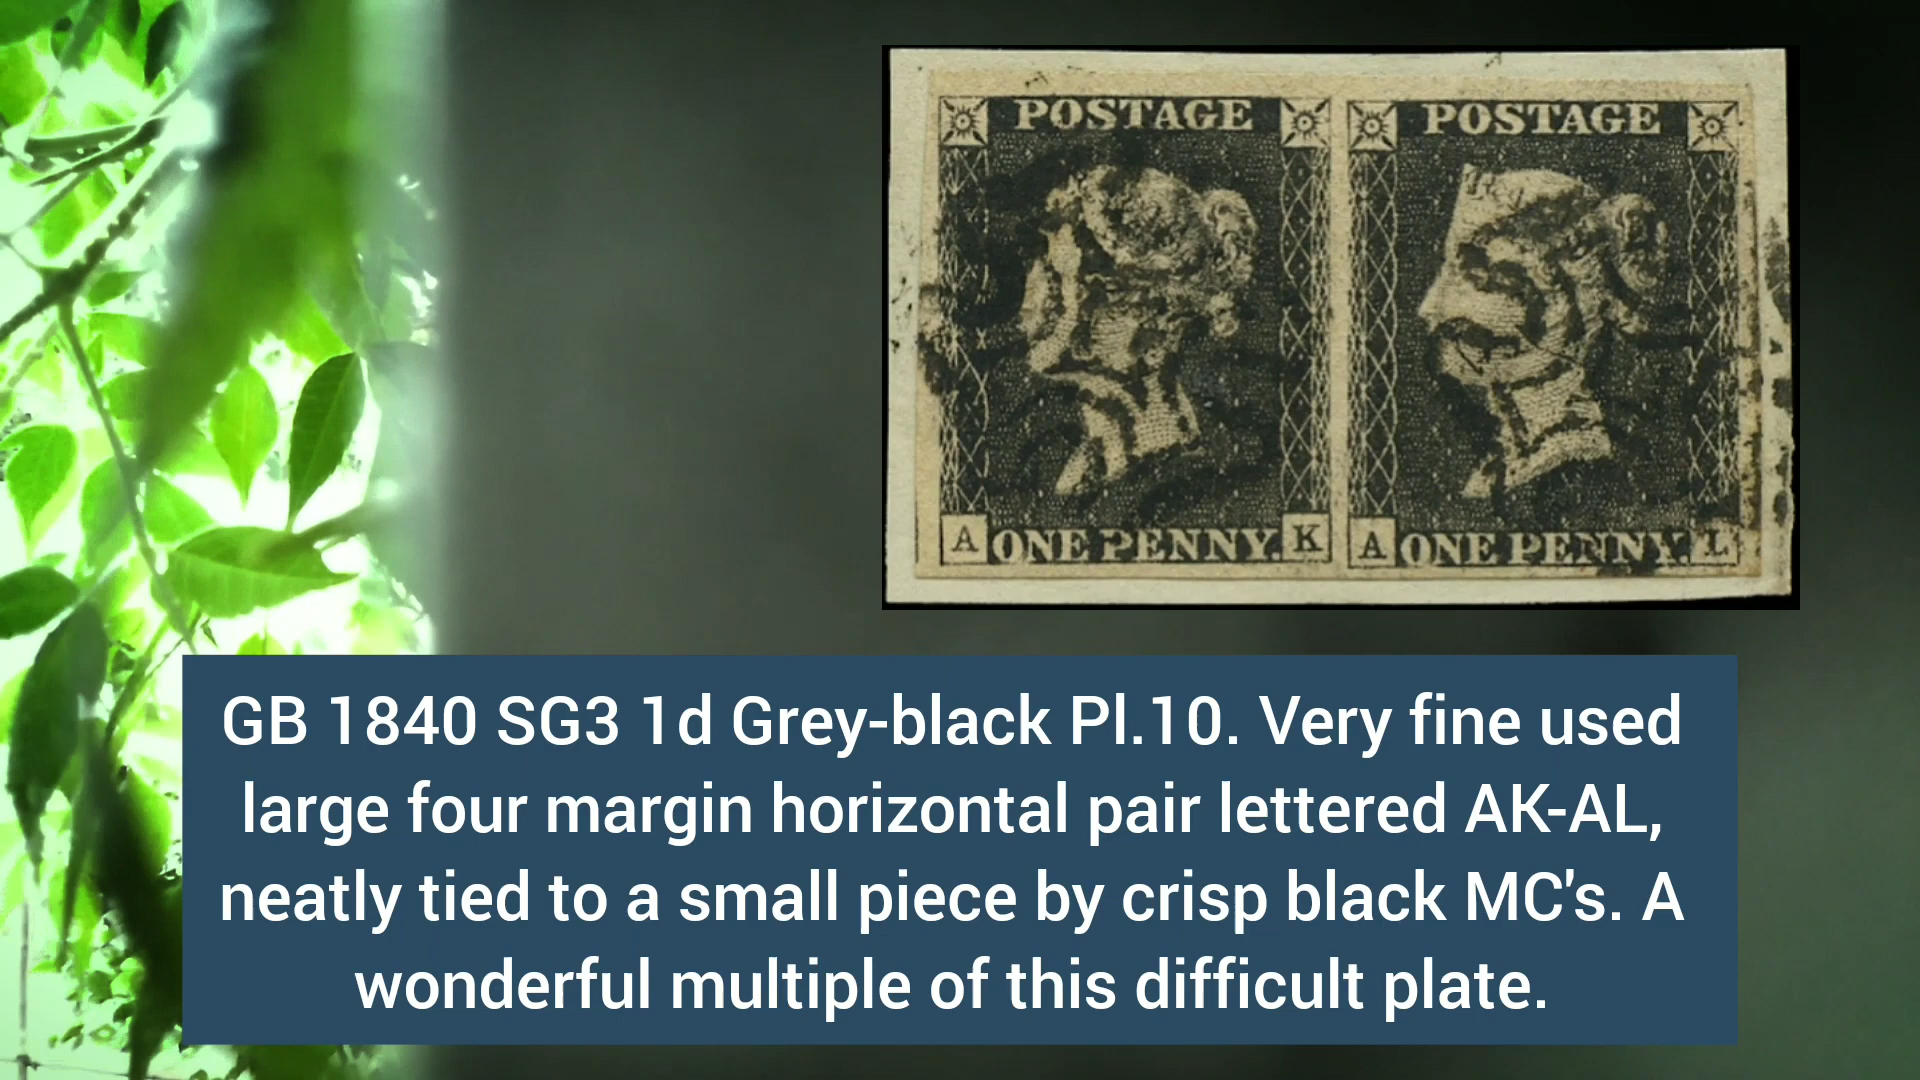 POSTAGE POSTAGE
A ONE PENNY. K A ONE PENNY. L
GB 1840 SG3 1d Grey-black Pl.10. Very fine used
large four margin horizontal pair lettered AK-AL,
neatly tied to a small piece by crisp black MC's. A
wonderful multiple of this difficult plate.